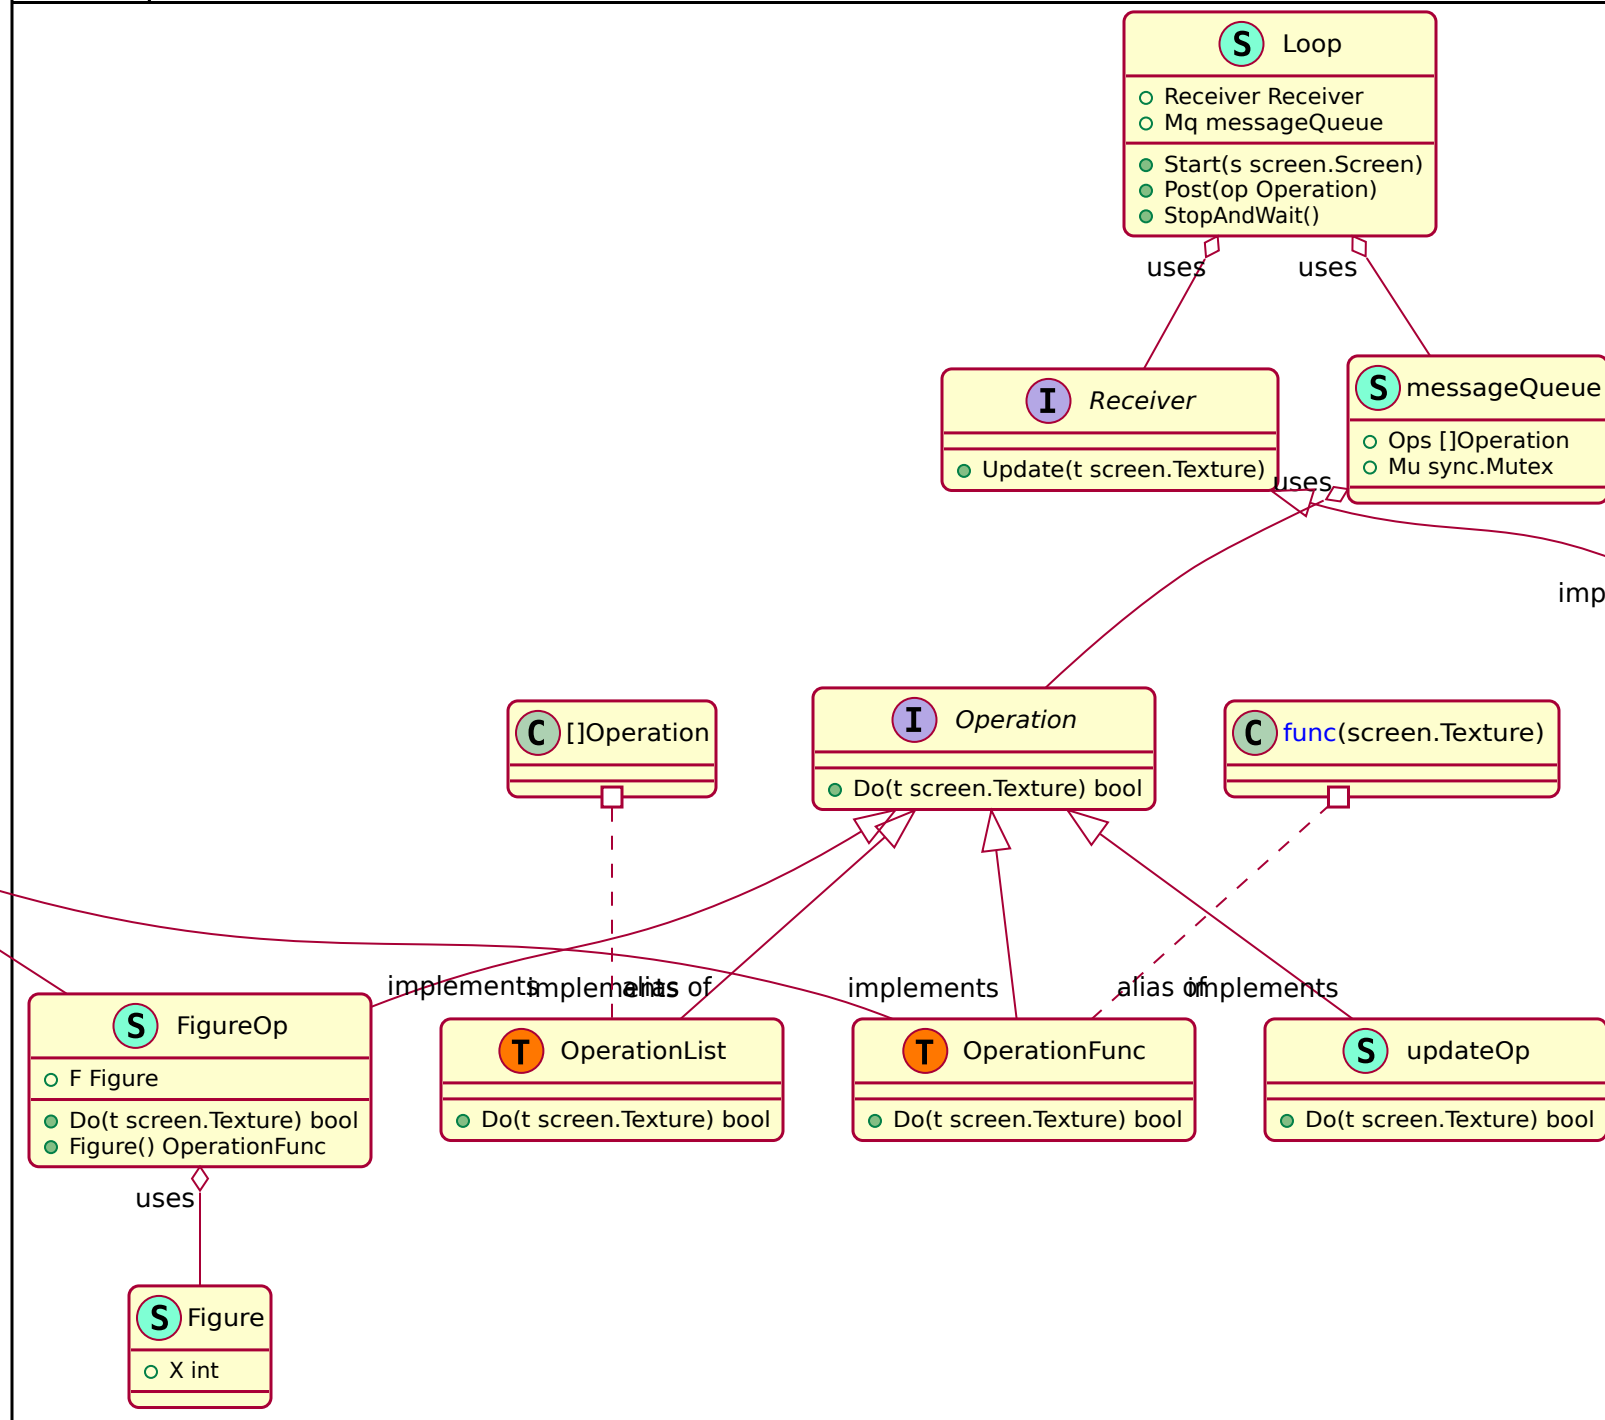 S Loop
Receiver Receiver
Mq messageQueue
Start(s screen.Screen)
Post(op Operation)
StopAndWait()
uses
uses
I Receiver
Update(t screen.Texture)
S messageQueue
Ops []Operation
Mu sync.Mutex
uses
imp
C []Operation
I Operation
Do(t screen.Texture) bool
C func(screen.Texture)
implements
implements
alias of
implements
alias of
implements
S FigureOp
F Figure
Do(t screen.Texture) bool
Figure() OperationFunc
T OperationList
Do(t screen.Texture) bool
T OperationFunc
Do(t screen.Texture) bool
S updateOp
Do(t screen.Texture) bool
uses
S Figure
X int